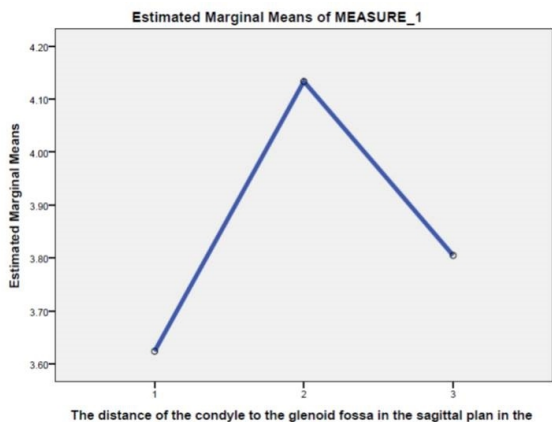 Estimated Marginal Means of MEASURE_1
Estimated Marginal Means
4.20
4.10
4.00
3.90
3.80
3.70
3.60
1 2 3
The distance of the condyle to the glenoid fossa in the sagittal plan in the